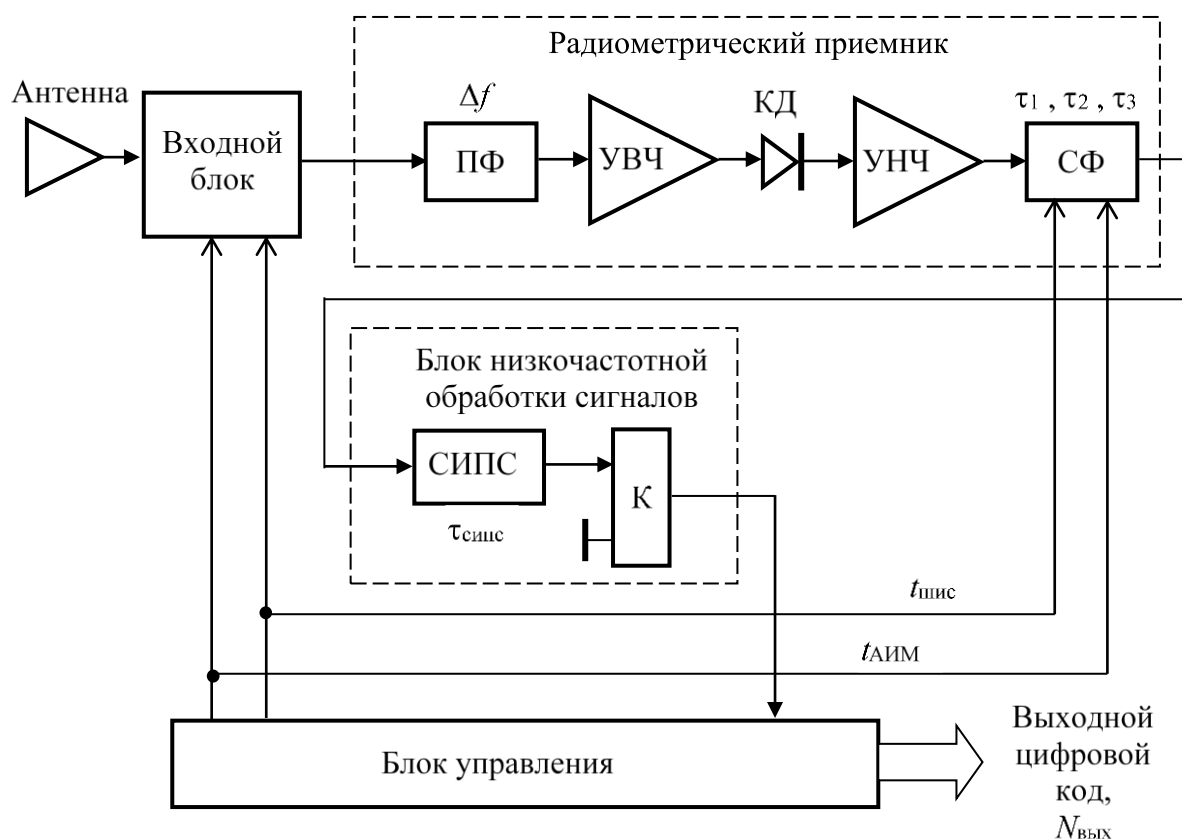 Радиометрический приемник
Антенна
Входной
блок
Δf
ПФ
УВЧ
КД
УНЧ
τ1 , τ2 , τ3
СФ
Блок низкочастотной
обработки сигналов
СИПС
τсипс
К
tшис
tАИМ
Блок управления
Выходной
цифровой
код,
Nвых